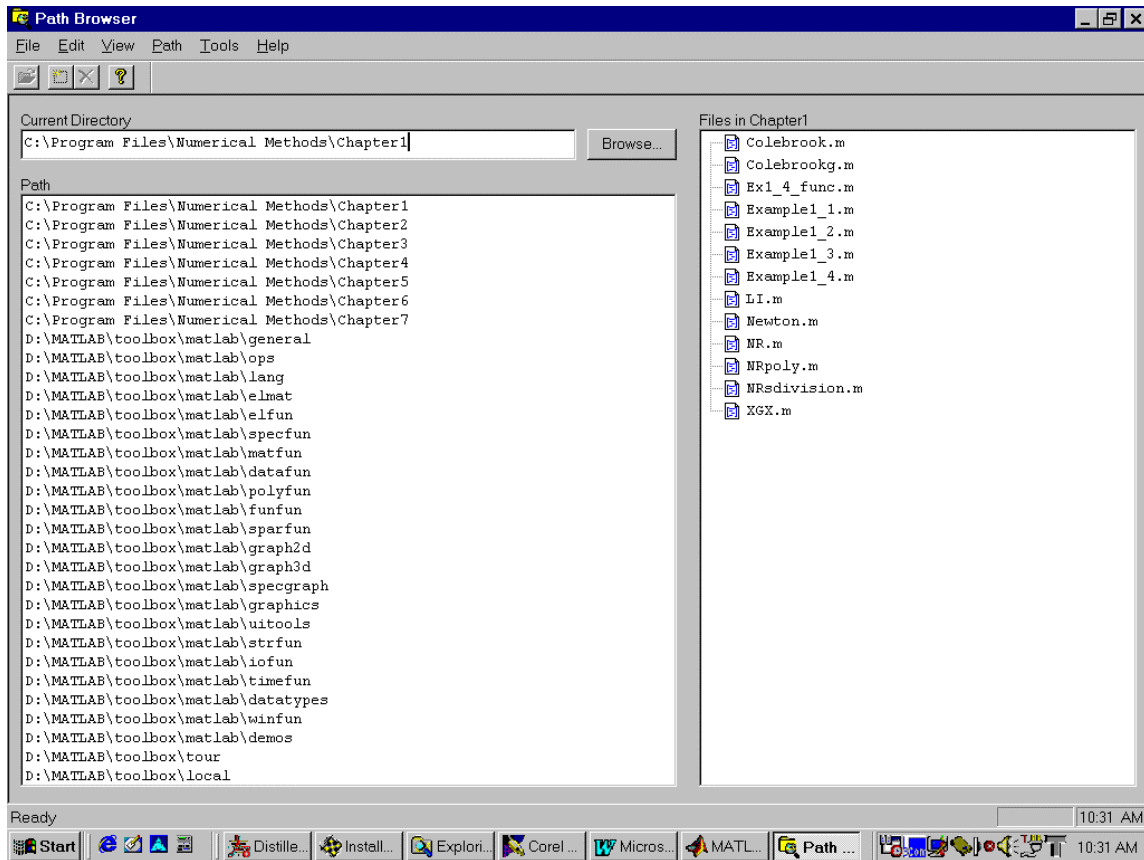 Path Browser
File Edit View Path Tools Help
Current Directory
C:\Program Files\Numerical Methods\Chapter1
Browse...
Path
C:\Program Files\Numerical Methods\Chapter1
C:\Program Files\Numerical Methods\Chapter2
C:\Program Files\Numerical Methods\Chapter3
C:\Program Files\Numerical Methods\Chapter4
C:\Program Files\Numerical Methods\Chapter5
C:\Program Files\Numerical Methods\Chapter6
C:\Program Files\Numerical Methods\Chapter7
D:\MATLAB\toolbox\matlab\general
D:\MATLAB\toolbox\matlab\ops
D:\MATLAB\toolbox\matlab\lang
D:\MATLAB\toolbox\matlab\elmat
D:\MATLAB\toolbox\matlab\elfun
D:\MATLAB\toolbox\matlab\specfun
D:\MATLAB\toolbox\matlab\matfun
D:\MATLAB\toolbox\matlab\datafun
D:\MATLAB\toolbox\matlab\polyfun
D:\MATLAB\toolbox\matlab\funfun
D:\MATLAB\toolbox\matlab\sparfun
D:\MATLAB\toolbox\matlab\graph2d
D:\MATLAB\toolbox\matlab\graph3d
D:\MATLAB\toolbox\matlab\specgraph
D:\MATLAB\toolbox\matlab\graphics
D:\MATLAB\toolbox\matlab\uitools
D:\MATLAB\toolbox\matlab\strfun
D:\MATLAB\toolbox\matlab\iofun
D:\MATLAB\toolbox\matlab\timefun
D:\MATLAB\toolbox\matlab\datatypes
D:\MATLAB\toolbox\matlab\winfun
D:\MATLAB\toolbox\matlab\demos
D:\MATLAB\toolbox\tour
D:\MATLAB\toolbox\local
Files in Chapter1
Colebrook.m
Colebrookg.m
Ex1_4_func.m
Example1_1.m
Example1_2.m
Example1_3.m
Example1_4.m
LI.m
Newton.m
NR.m
NRpoly.m
NRsdivision.m
XGX.m
Ready
10:31 AM
Start Distille... Install... Explori... Corel ... Micros... MATL... Path ... 10:31 AM